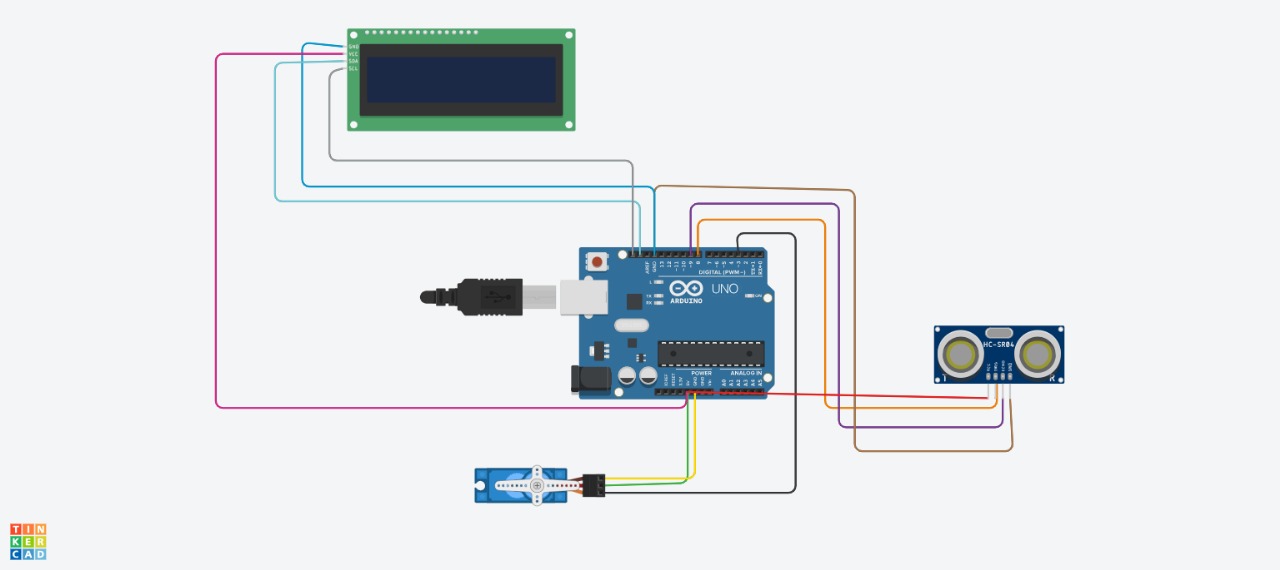 GND
VCC
SDA
SCL
AREF
GND
13
12
~11
~10
~9
8
7
~6
~5
4
~3
2
TX→1
RX←0
DIGITAL (PWM~)
L
TX
RX
ON
ARDUINO
UNO
POWER
ANALOG IN
IOREF
RESET
3.3V
5V
GND
GND
Vin
A0
A1
A2
A3
A4
A5
HC-SR04
VCC
TRIG
ECHO
GND
T
R
TIN
KER
CAD